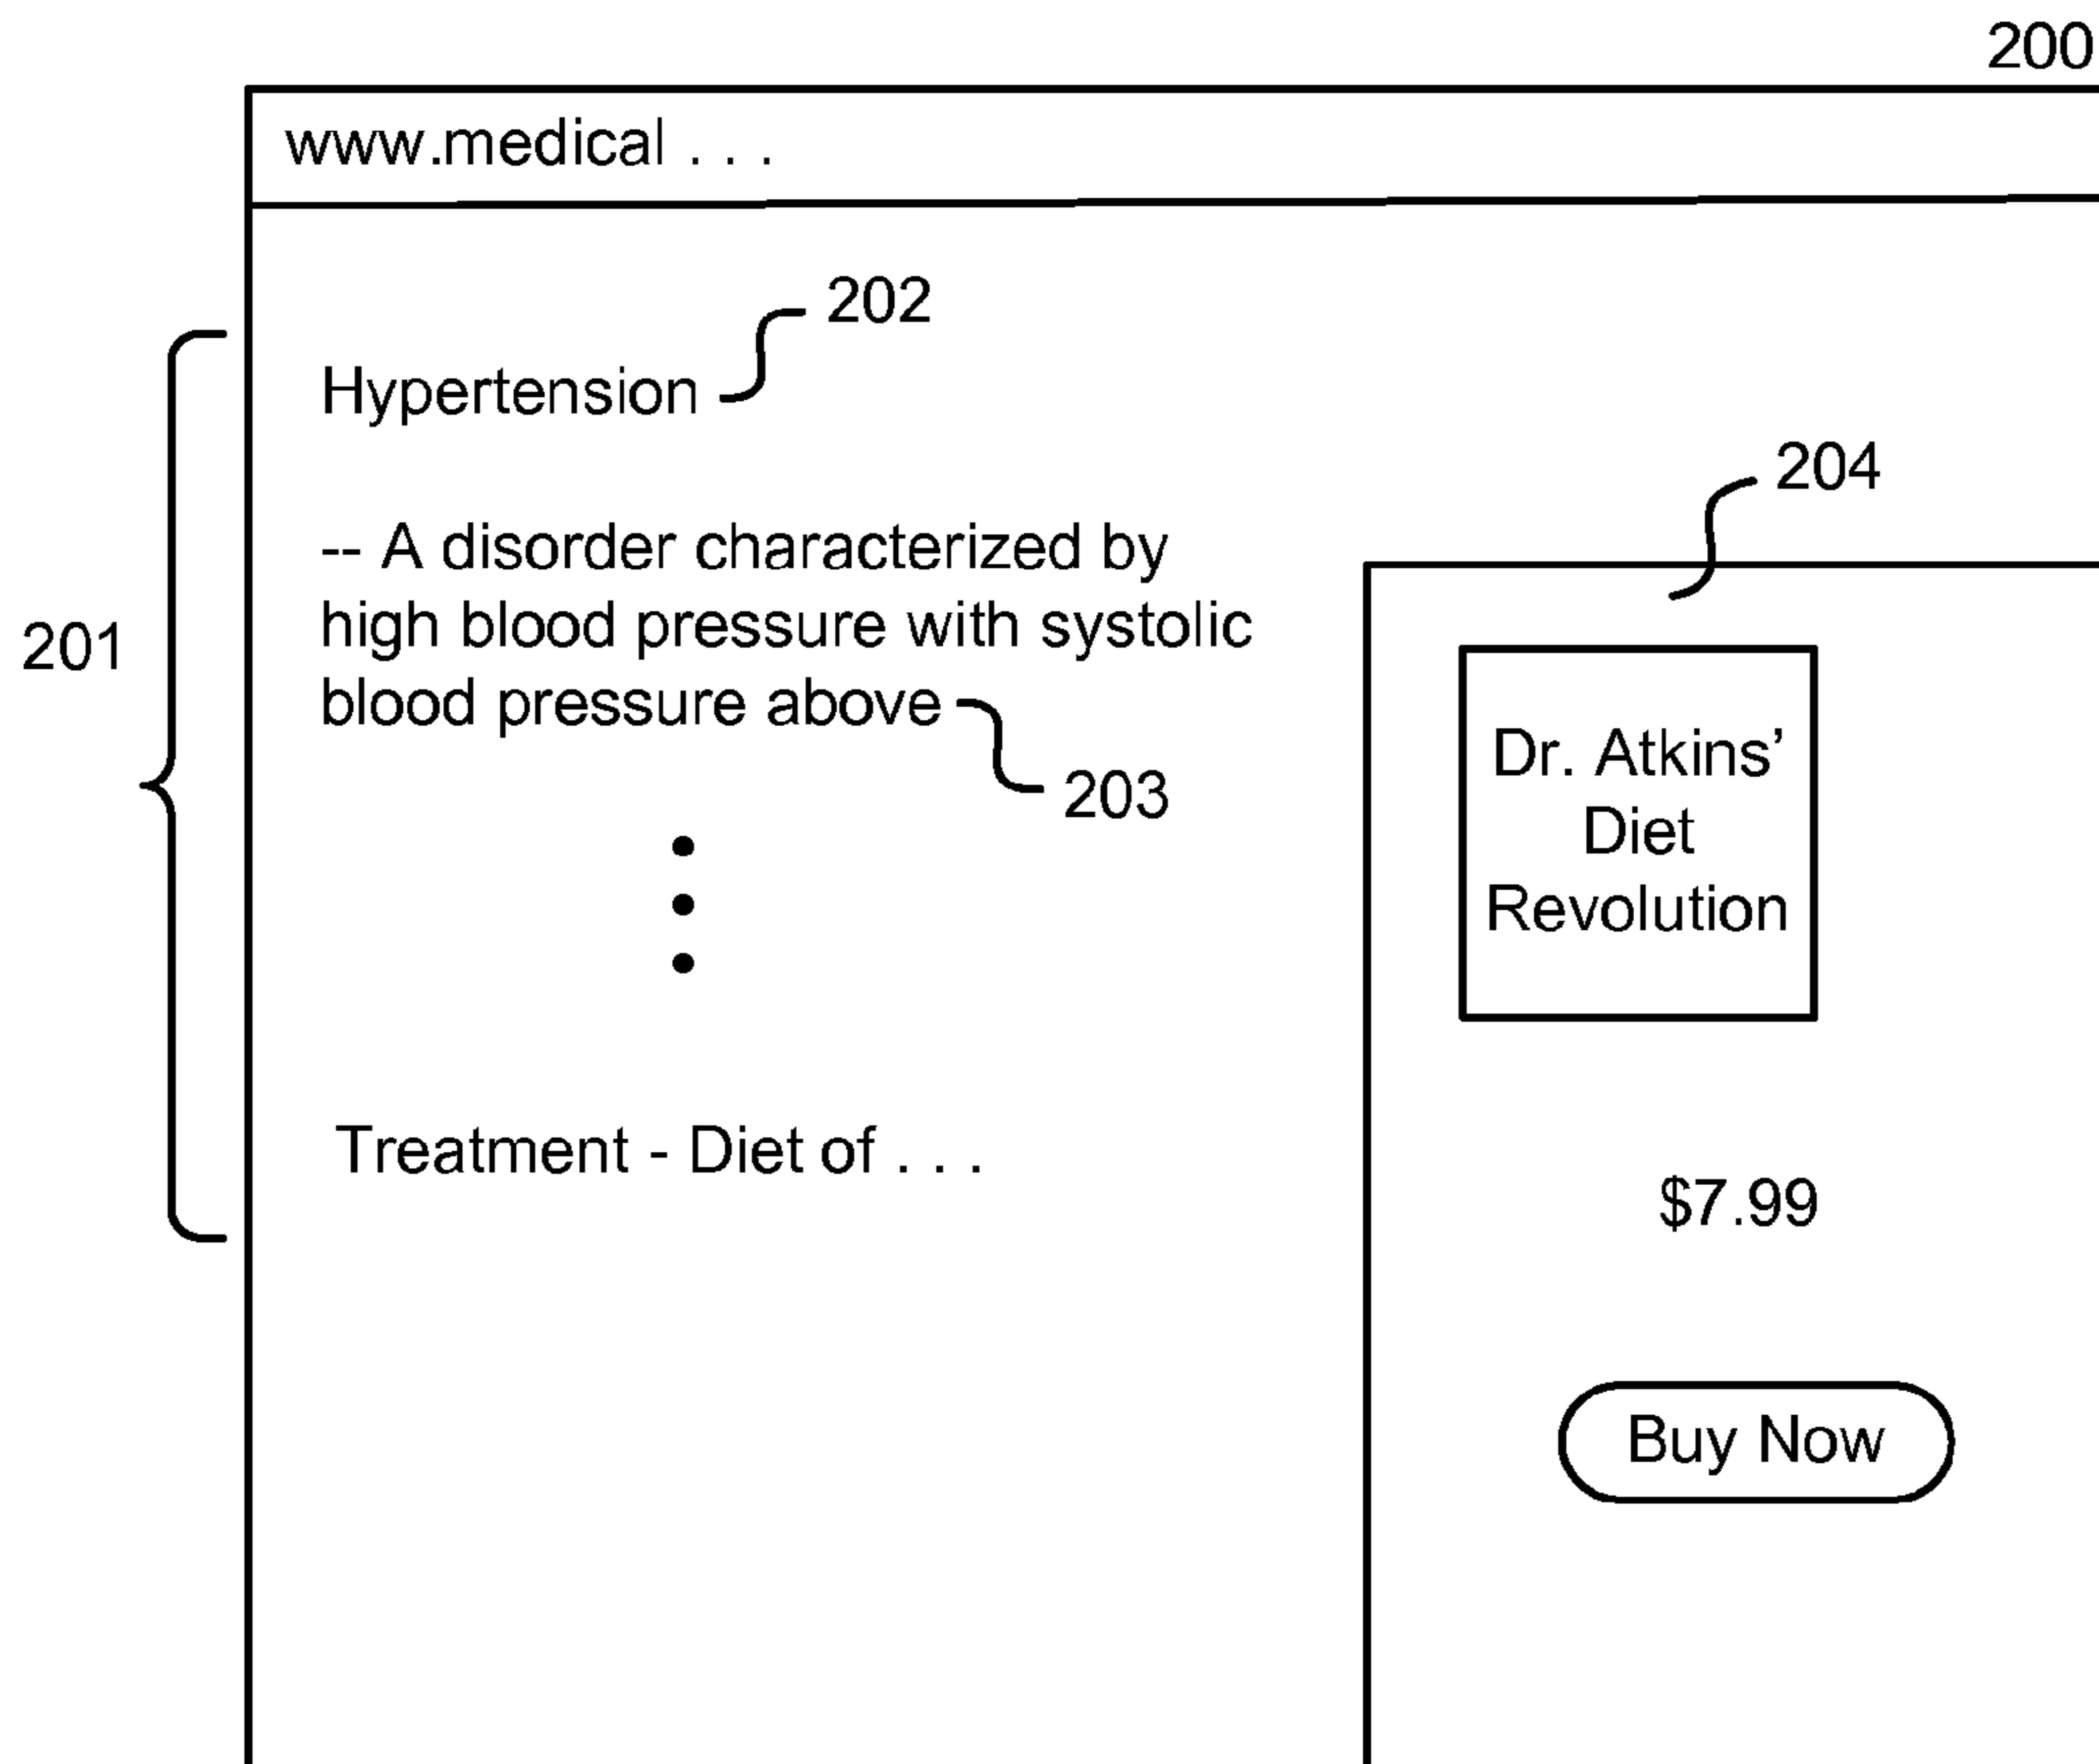 200
www.medical . . .
202
Hypertension
204
-- A disorder characterized by
high blood pressure with systolic
201
blood pressure above
203
Dr. Atkins’
Diet
Revolution
Treatment - Diet of . . .
$7.99
Buy Now